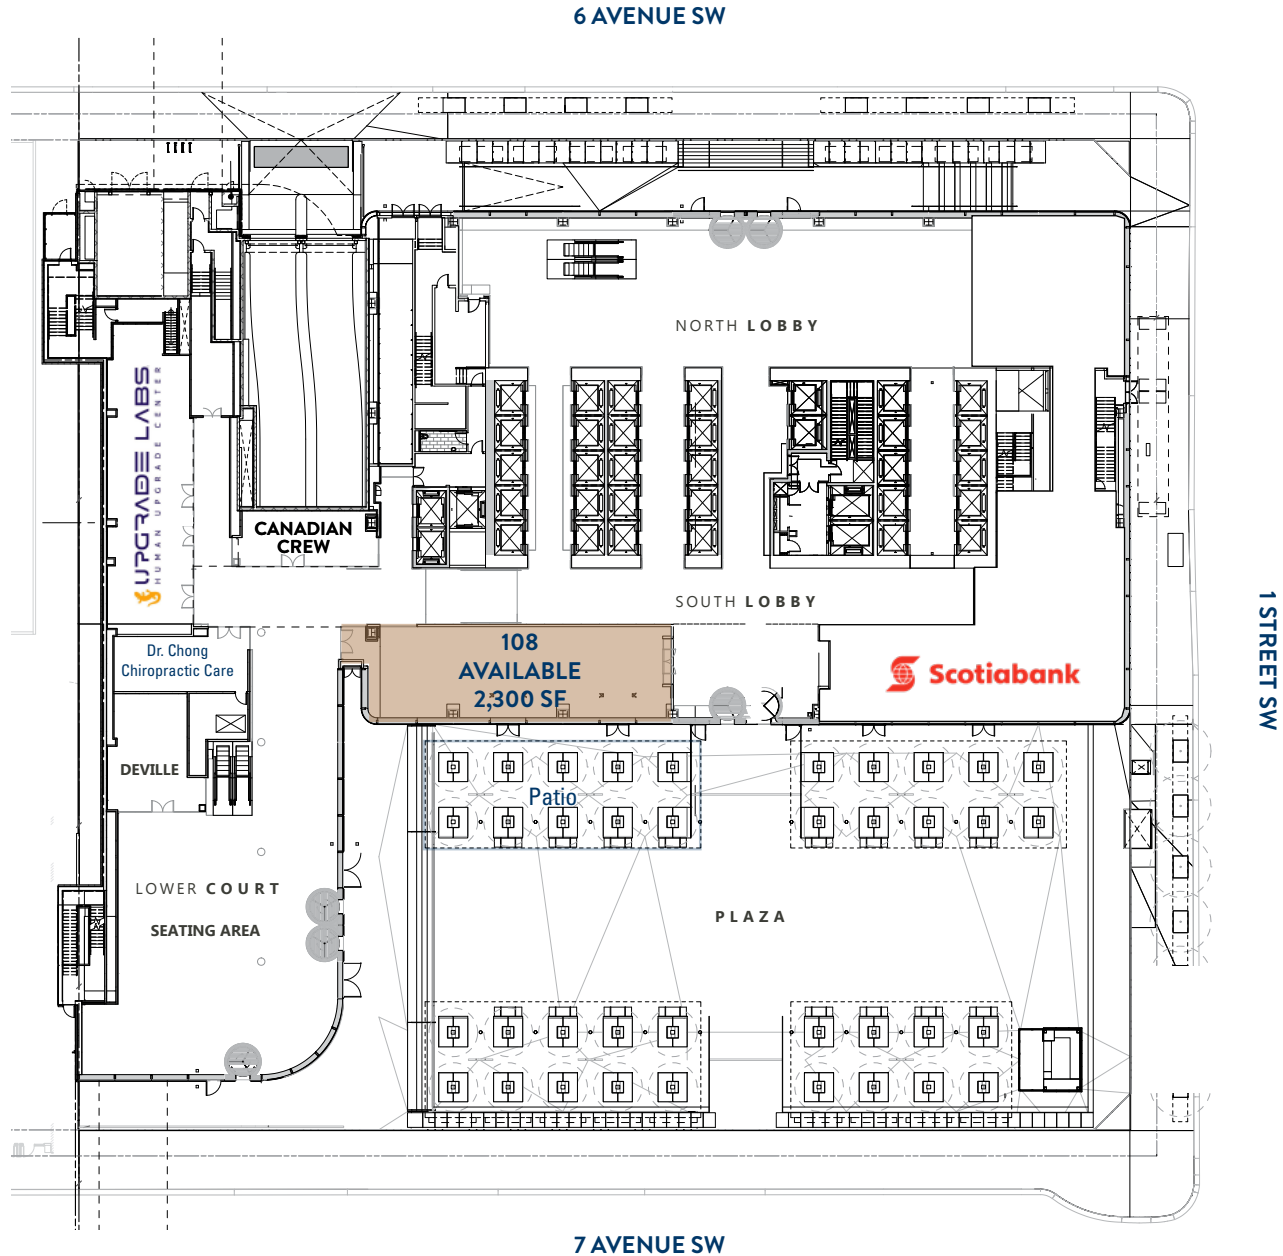 6 AVENUE SW
NORTH LOBBY
UPGRADE LABS
HUMAN UPGRADE CENTER
CANADIAN
CREW
SOUTH LOBBY
1 STREET SW
108
AVAILABLE
2,300 SF
Dr. Chong
Chiropractic Care
Scotiabank
DEVILLE
Patio
LOWER COURT
SEATING AREA
PLAZA
7 AVENUE SW